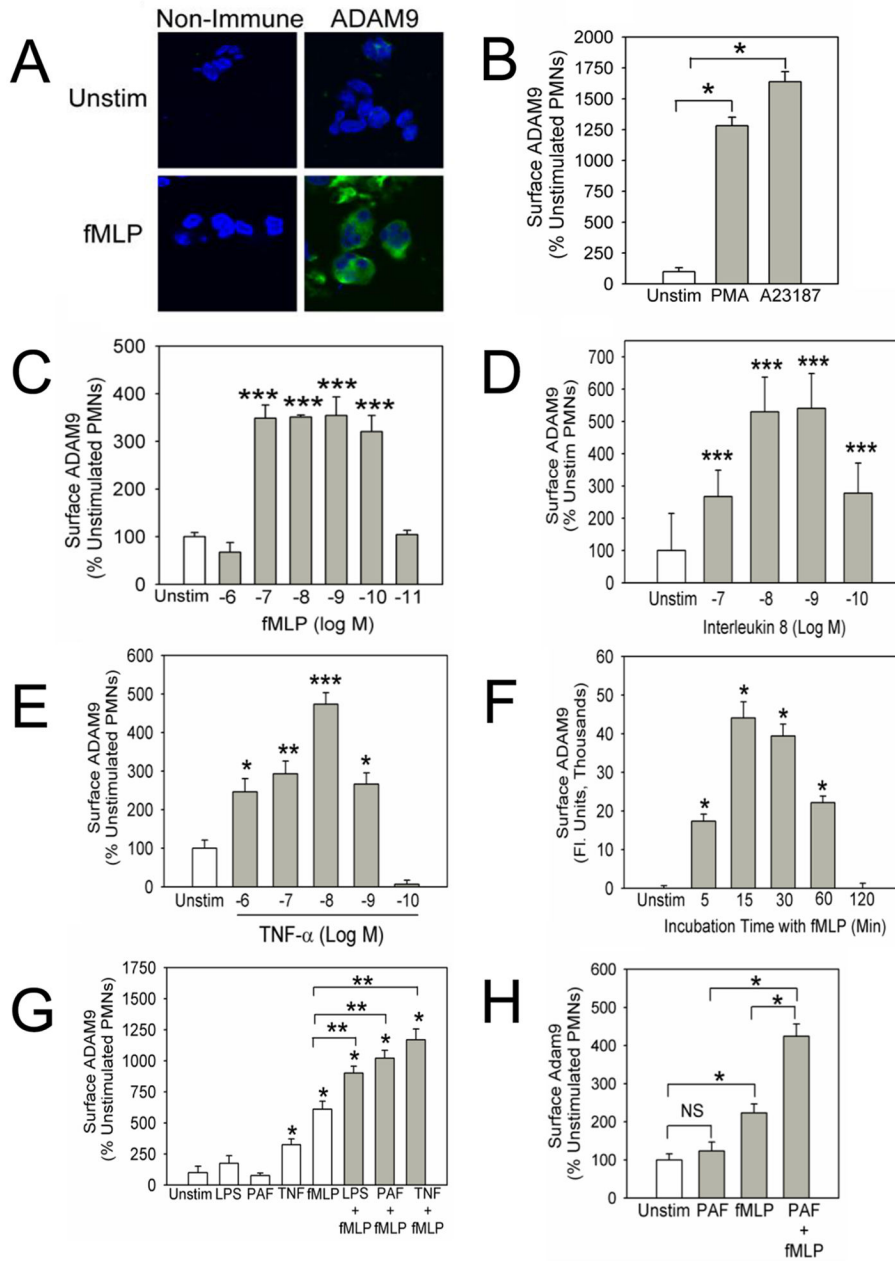 A
Non-Immune ADAM9
Unstim
fMLP
B
Surface ADAM9
(% Unstimulated PMNs)
2000
1750
1500
1250
1000
750
500
250
0
*
*
Unstim PMA A23187
C
Surface ADAM9
(% Unstimulated PMNs)
500
400
300
200
100
0
*** *** *** ***
Unstim -6 -7 -8 -9 -10 -11
fMLP (log M)
D
Surface ADAM9
(% Unstim PMNs)
700
600
500
400
300
200
100
0
*** *** *** ***
Unstim -7 -8 -9 -10
Interleukin 8 (Log M)
E
Surface ADAM9
(% Unstimulated PMNs)
600
500
400
300
200
100
0
* ** *** *
Unstim -6 -7 -8 -9 -10
TNF-α (Log M)
F
Surface ADAM9
(Fl. Units, Thousands)
60
50
40
30
20
10
0
* * * *
Unstim 5 15 30 60 120
Incubation Time with fMLP (Min)
G
Surface ADAM9
(% Unstimulated PMNs)
1750
1500
1250
1000
750
500
250
0
**
**
**
* * * * *
Unstim LPS PAF TNF fMLP LPS PAF TNF
+ + +
fMLP fMLP fMLP
H
Surface Adam9
(% Unstimulated PMNs)
600
500
400
300
200
100
0
*
*
*
NS
Unstim PAF fMLP PAF
+
fMLP